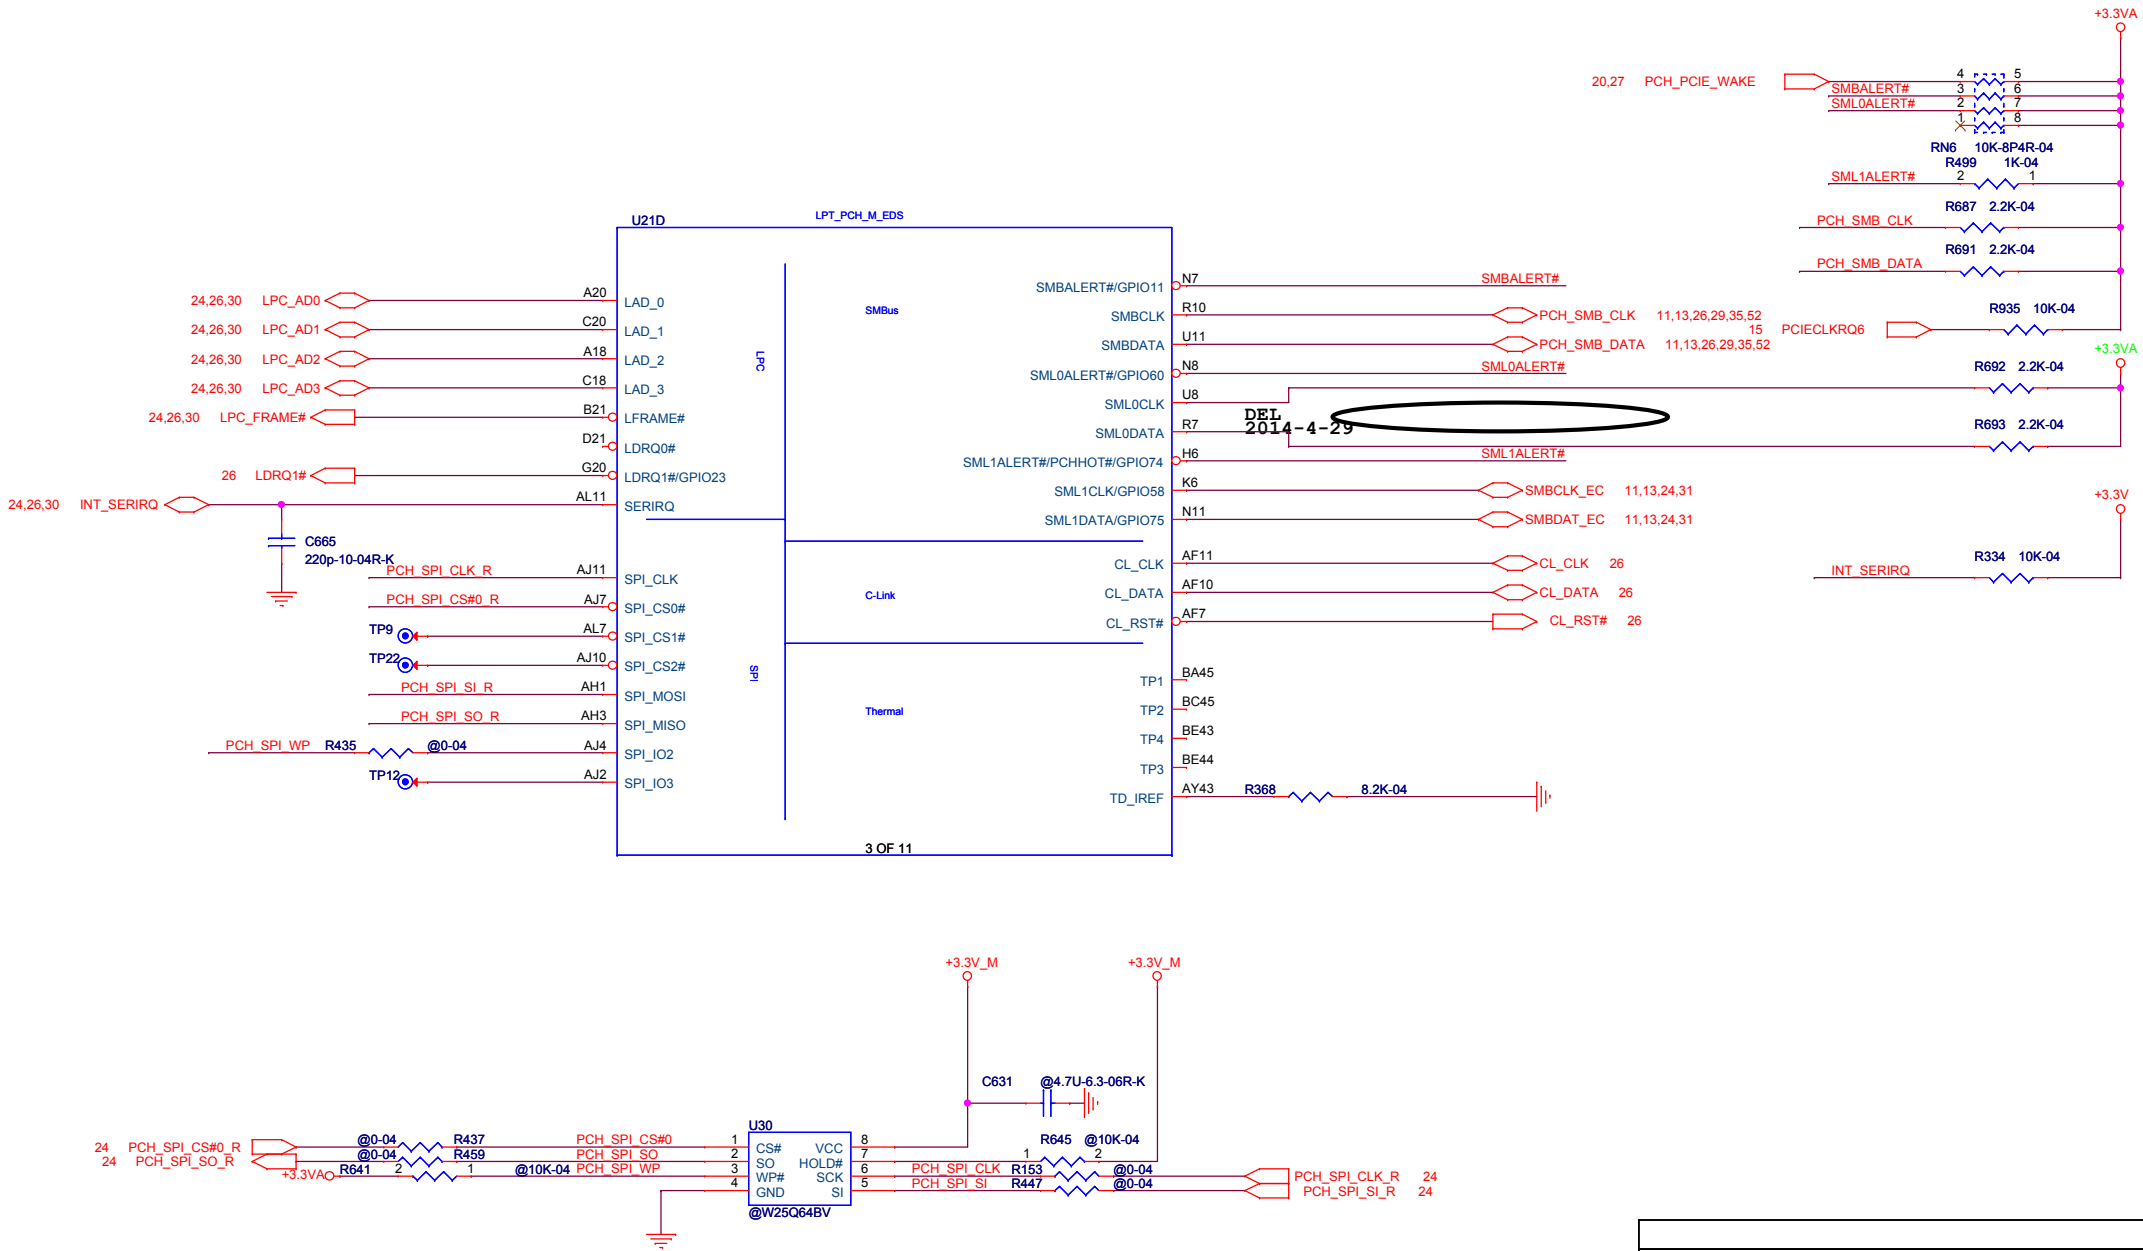 +3.3VA
20,27 PCH_PCIE_WAKE 4 5
SMBALERT# 3 6
SML0ALERT# 2 7
1 8
RN6 10K-8P4R-04
R499 1K-04
SML1ALERT# 2 1
R687 2.2K-04
PCH_SMB_CLK
R691 2.2K-04
PCH_SMB_DATA
R935 10K-04
15 PCIECLKRQ6
+3.3VA
R692 2.2K-04
R693 2.2K-04
+3.3V
R334 10K-04
INT_SERIRQ
U21D LPT_PCH_M_EDS
24,26,30 LPC_AD0 A20 LAD_0
24,26,30 LPC_AD1 C20 LAD_1
24,26,30 LPC_AD2 A18 LAD_2
24,26,30 LPC_AD3 C18 LAD_3
24,26,30 LPC_FRAME# B21 LFRAME#
D21 LDRQ0#
26 LDRQ1# G20 LDRQ1#/GPIO23
24,26,30 INT_SERIRQ AL11 SERIRQ
C665
220p-10-04R-K
PCH_SPI_CLK_R AJ11 SPI_CLK
PCH_SPI_CS#0_R AJ7 SPI_CS0#
TP9 AL7 SPI_CS1#
TP22 AJ10 SPI_CS2#
PCH_SPI_SI_R AH1 SPI_MOSI
PCH_SPI_SO_R AH3 SPI_MISO
PCH_SPI_WP R435 @0-04 AJ4 SPI_IO2
TP12 AJ2 SPI_IO3
LPC
SPI
SMBus
C-Link
Thermal
SMBALERT#/GPIO11 N7 SMBALERT#
SMBCLK R10 PCH_SMB_CLK 11,13,26,29,35,52
SMBDATA U11 PCH_SMB_DATA 11,13,26,29,35,52
SML0ALERT#/GPIO60 N8 SML0ALERT#
SML0CLK U8
DEL
2014-4-29
SML0DATA R7
SML1ALERT#/PCHHOT#/GPIO74 H6 SML1ALERT#
SML1CLK/GPIO58 K6 SMBCLK_EC 11,13,24,31
SML1DATA/GPIO75 N11 SMBDAT_EC 11,13,24,31
CL_CLK AF11 CL_CLK 26
CL_DATA AF10 CL_DATA 26
CL_RST# AF7 CL_RST# 26
TP1 BA45
TP2 BC45
TP4 BE43
TP3 BE44
TD_IREF AY43 R368 8.2K-04
3 OF 11
+3.3V_M +3.3V_M
C631 @4.7U-6.3-06R-K
U30
24 PCH_SPI_CS#0_R @0-04 R437 PCH_SPI_CS#0 1 CS# VCC 8
24 PCH_SPI_SO_R @0-04 R459 PCH_SPI_SO 2 SO HOLD# 7 1 R645 @10K-04 2
+3.3VA R641 2 1 @10K-04 PCH_SPI_WP 3 WP# SCK 6 PCH_SPI_CLK R153 @0-04 PCH_SPI_CLK_R 24
4 GND SI 5 PCH_SPI_SI R447 @0-04 PCH_SPI_SI_R 24
@W25Q64BV